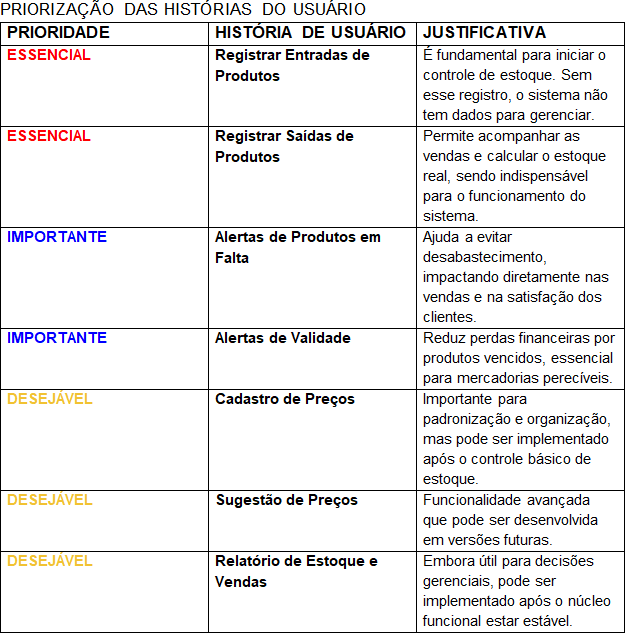 PRIORIZAÇÃO DAS HISTÓRIAS DO USUÁRIO
PRIORIDADE HISTÓRIA DE USUÁRIO JUSTIFICATIVA
ESSENCIAL
Registrar Entradas de
Produtos
É fundamental para iniciar o
controle de estoque. Sem
esse registro, o sistema não
tem dados para gerenciar.
ESSENCIAL
Registrar Saídas de
Produtos
Permite acompanhar as
vendas e calcular o estoque
real, sendo indispensável
para o funcionamento do
sistema.
IMPORTANTE
Alertas de Produtos em
Falta
Ajuda a evitar
desabastecimento,
impactando diretamente nas
vendas e na satisfação dos
clientes.
IMPORTANTE
Alertas de Validade
Reduz perdas financeiras por
produtos vencidos, essencial
para mercadorias perecíveis.
DESEJÁVEL
Cadastro de Preços
Importante para
padronização e organização,
mas pode ser implementado
após o controle básico de
estoque.
DESEJÁVEL
Sugestão de Preços
Funcionalidade avançada
que pode ser desenvolvida
em versões futuras.
DESEJÁVEL
Relatório de Estoque e
Vendas
Embora útil para decisões
gerenciais, pode ser
implementado após o núcleo
funcional estar estável.